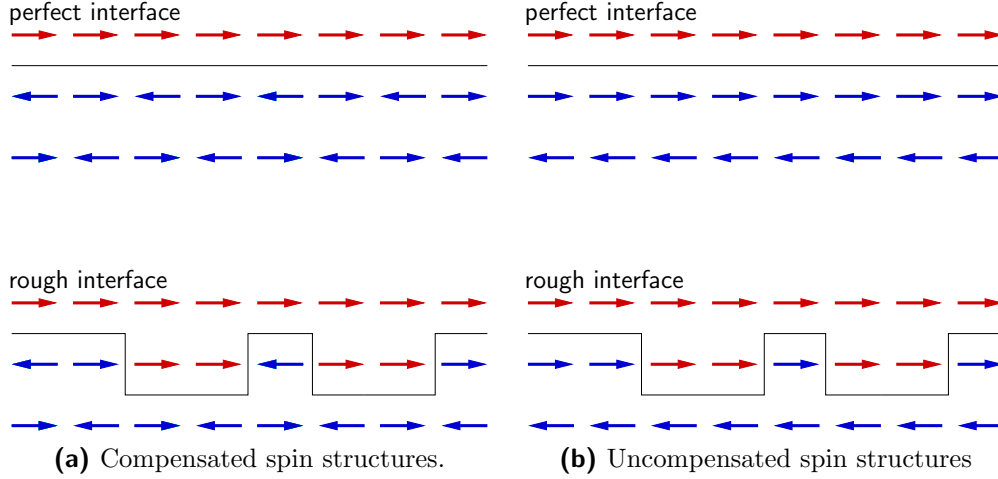 perfect interface
perfect interface
rough interface
rough interface
(a) Compensated spin structures.
(b) Uncompensated spin structures